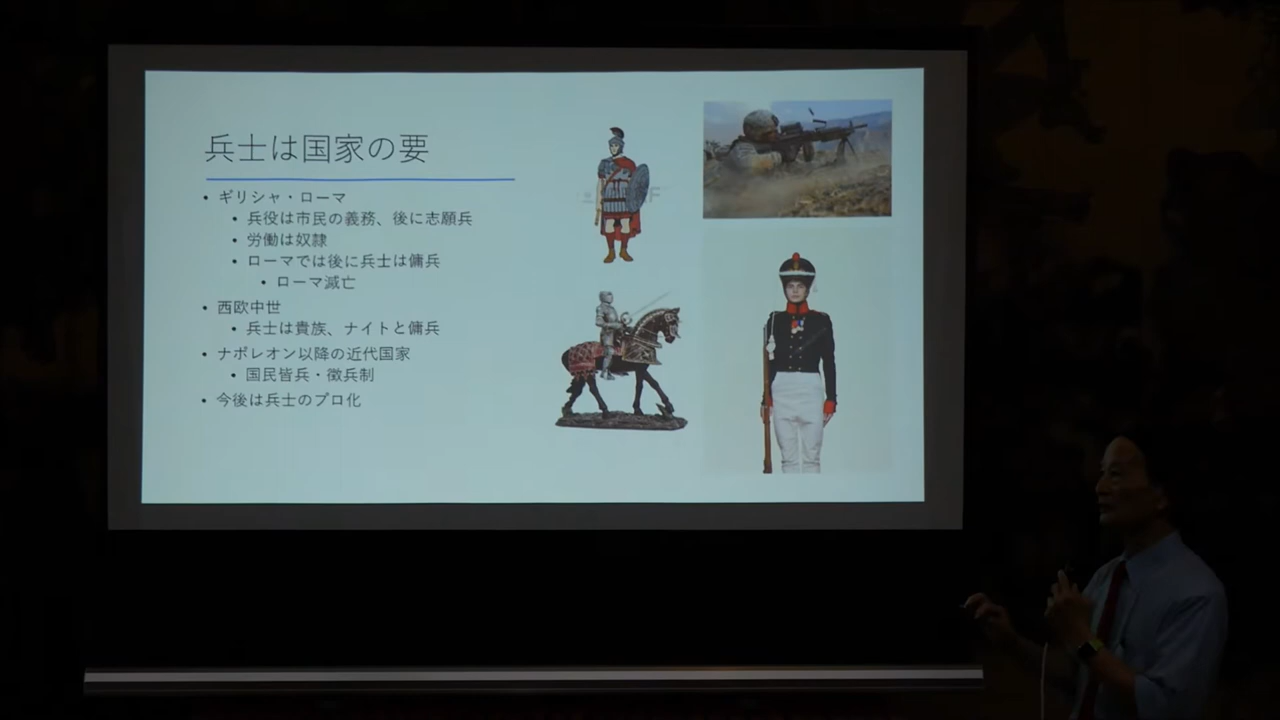 兵士は国家の要
• ギリシャ・ローマ
• 兵役は市民の義務、後に志願兵
• 労働は奴隷
• ローマでは後に兵士は傭兵
• ローマ滅亡
• 西欧中世
• 兵士は貴族、ナイトと傭兵
• ナポレオン以降の近代国家
• 国民皆兵・徴兵制
• 今後は兵士のプロ化